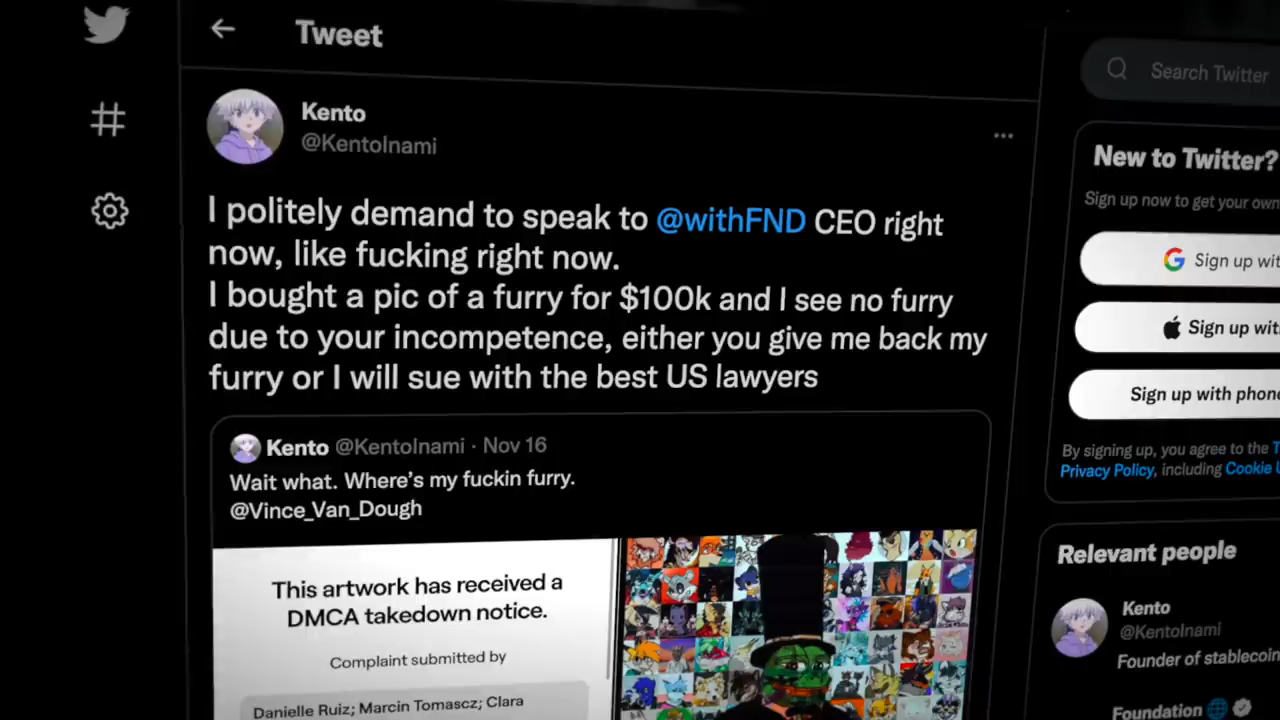 Tweet
Kento
@KentoInami
I politely demand to speak to @withFND CEO right
now, like fucking right now.
I bought a pic of a furry for $100k and I see no furry
due to your incompetence, either you give me back my
furry or I will sue with the best US lawyers
Kento @KentoInami · Nov 16
Wait what. Where's my fuckin furry.
@Vince_Van_Dough
This artwork has received a
DMCA takedown notice.
Complaint submitted by
Danielle Ruiz; Marcin Tomascz; Clara
Search Twitter
New to Twitter?
Sign up now to get your own
Sign up wit
Sign up wit
Sign up with phon
By signing up, you agree to the T
Privacy Policy, including Cookie U
Relevant people
Kento
@KentoInami
Founder of stablecoin
Foundation